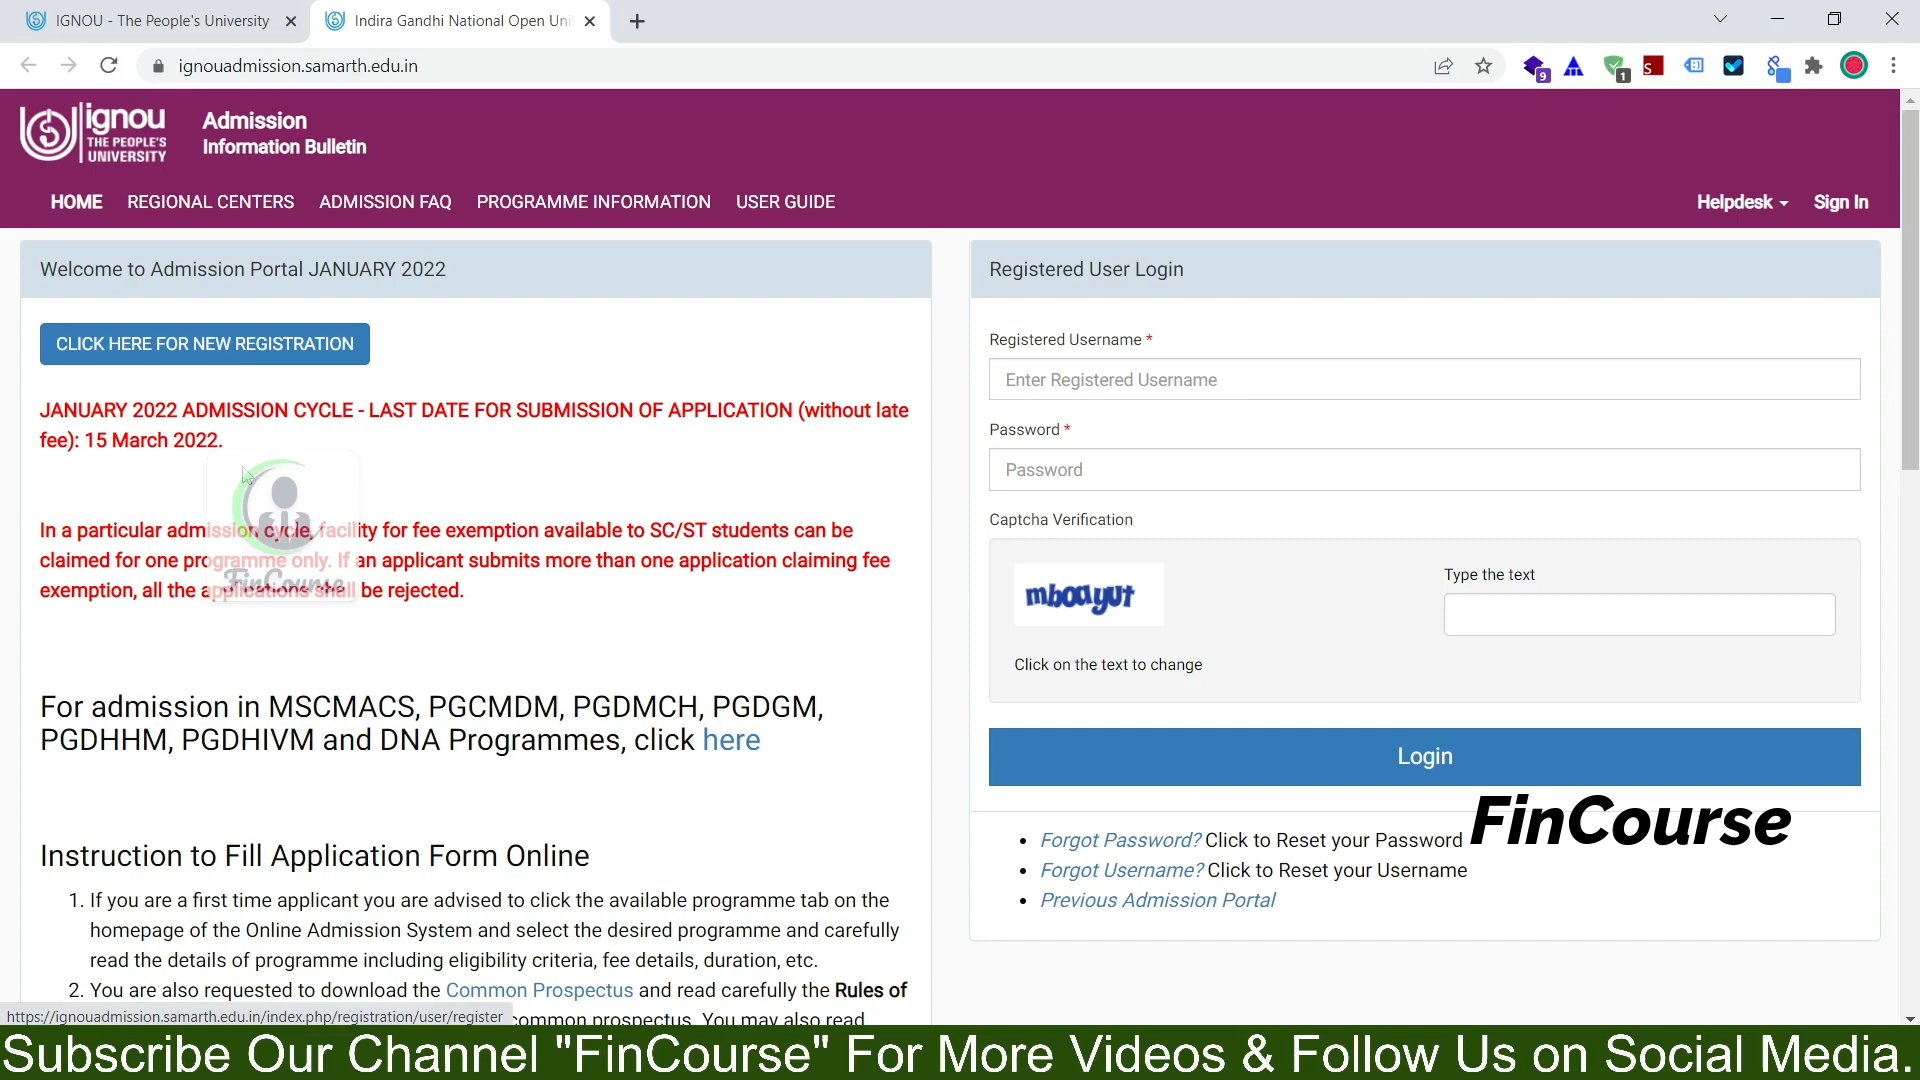 IGNOU - The People's University
Indira Gandhi National Open Uni
ignouadmission.samarth.edu.in
9
1
S
ignou
THE PEOPLE'S
UNIVERSITY
Admission
Information Bulletin
HOME REGIONAL CENTERS ADMISSION FAQ PROGRAMME INFORMATION USER GUIDE
Helpdesk Sign In
Welcome to Admission Portal JANUARY 2022
CLICK HERE FOR NEW REGISTRATION
JANUARY 2022 ADMISSION CYCLE - LAST DATE FOR SUBMISSION OF APPLICATION (without late
fee): 15 March 2022.
In a particular admission cycle, facility for fee exemption available to SC/ST students can be
claimed for one programme only. If an applicant submits more than one application claiming fee
exemption, all the applications shall be rejected.
FinCourse
For admission in MSCMACS, PGCMDM, PGDMCH, PGDGM,
PGDHHM, PGDHIVM and DNA Programmes, click here
Instruction to Fill Application Form Online
1. If you are a first time applicant you are advised to click the available programme tab on the
homepage of the Online Admission System and select the desired programme and carefully
read the details of programme including eligibility criteria, fee details, duration, etc.
2. You are also requested to download the Common Prospectus and read carefully the Rules of
common prospectus. You may also read
https://ignouadmission.samarth.edu.in/index.php/registration/user/register
Registered User Login
Registered Username *
Enter Registered Username
Password *
Password
Captcha Verification
mboayut
Type the text
Click on the text to change
Login
FinCourse
Forgot Password? Click to Reset your Password
Forgot Username? Click to Reset your Username
Previous Admission Portal
Subscribe Our Channel "FinCourse" For More Videos & Follow Us on Social Media.